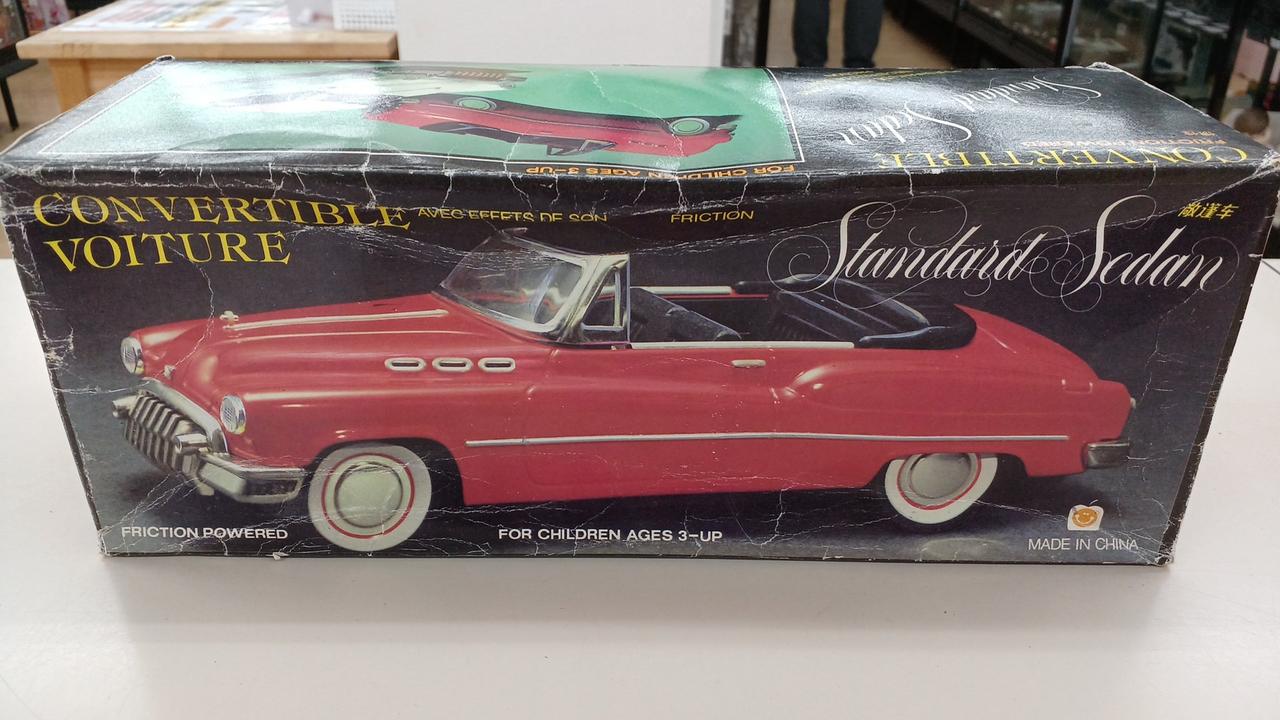 Standard
Sedan
CONVERTIBLE
FOR CHILDREN AGES 3-UP
CONVERTIBLE AVEC EFFETS DE SON FRICTION
VOITURE
敞篷车
Standard Sedan
FRICTION POWERED
FOR CHILDREN AGES 3-UP
MADE IN CHINA